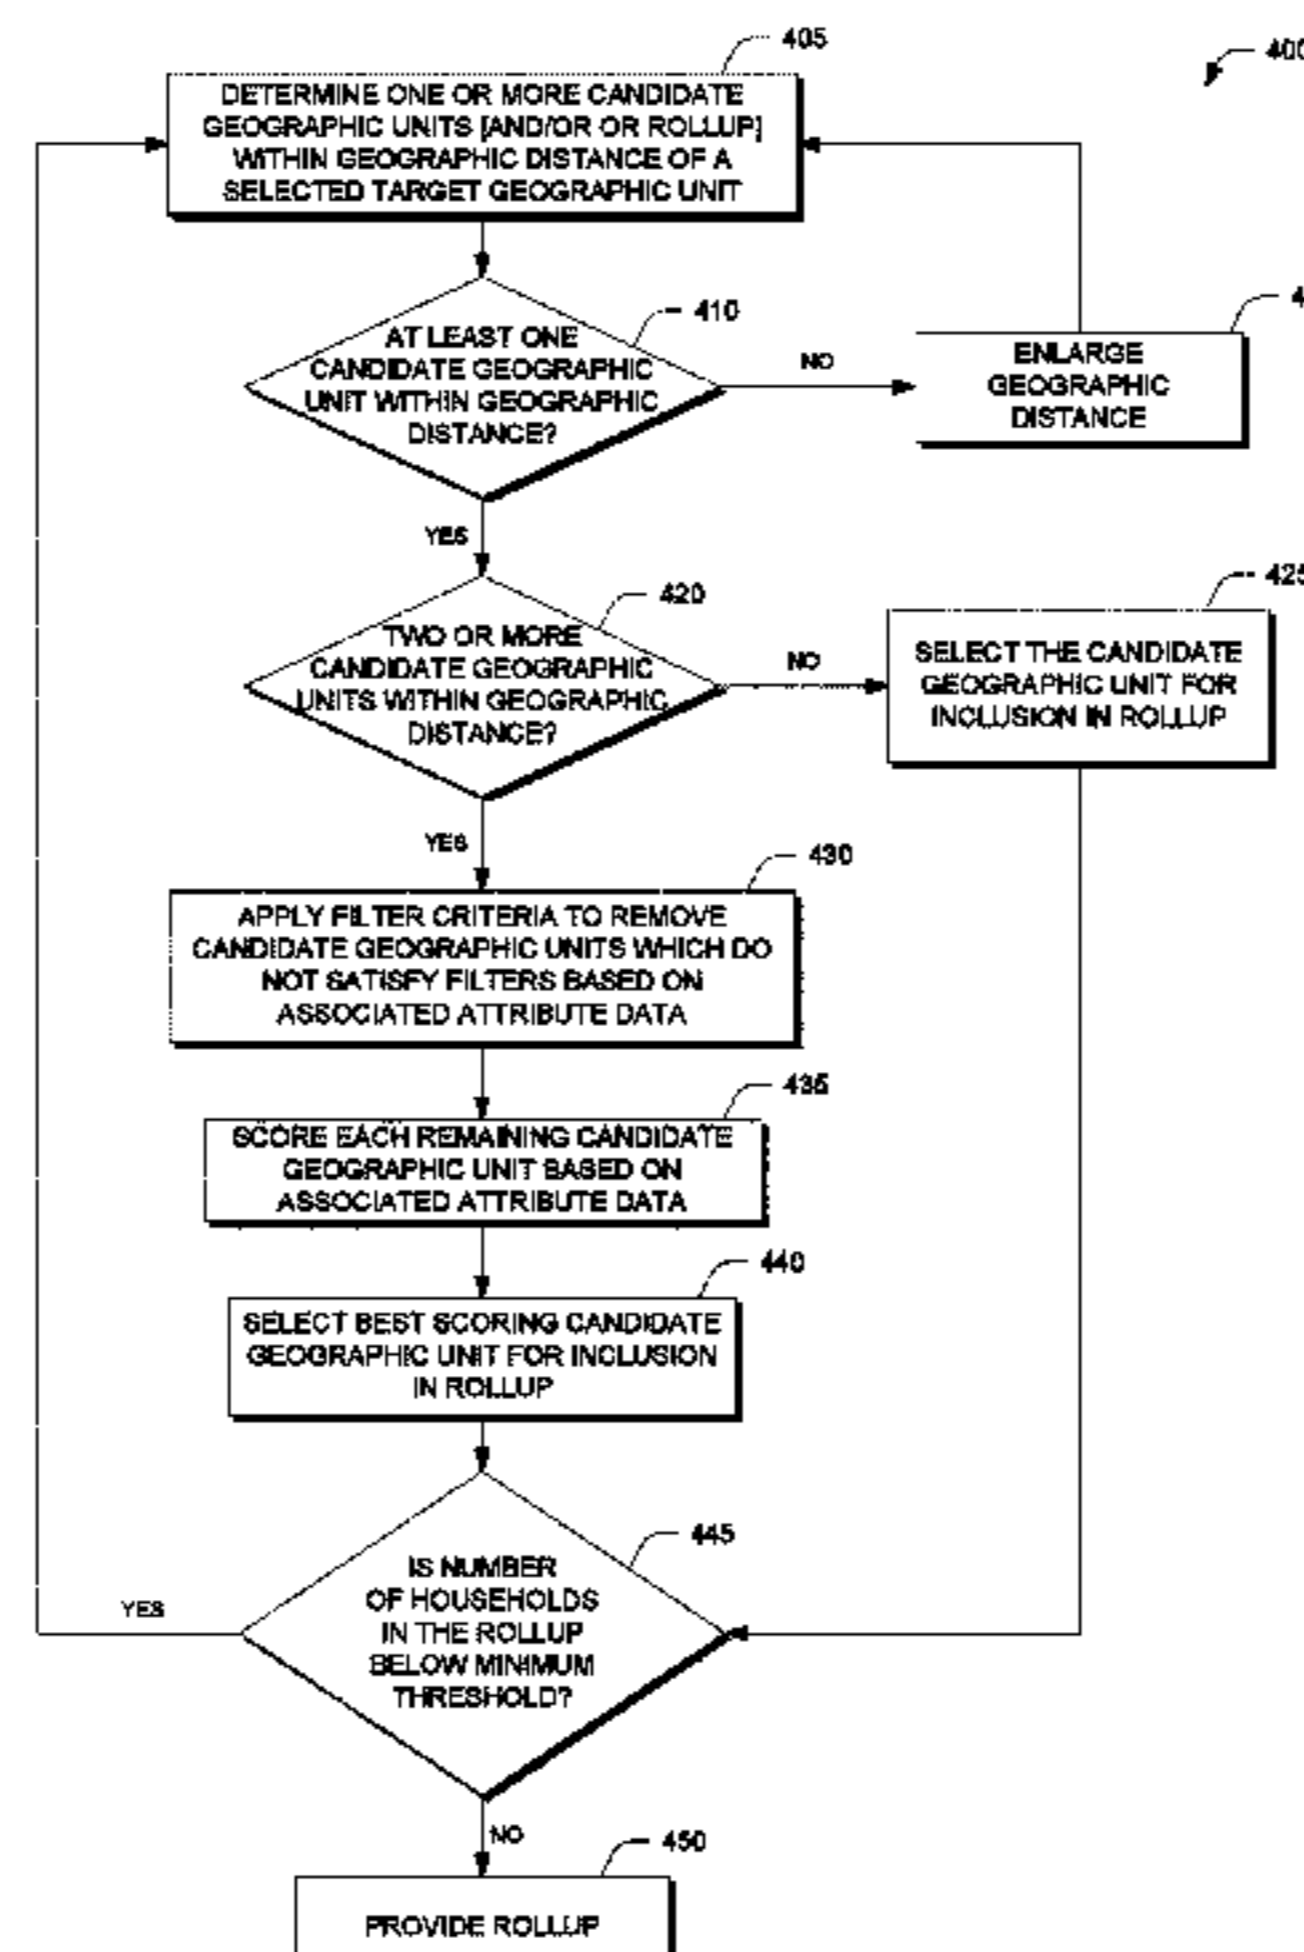 405
400
DETERMINE ONE OR MORE CANDIDATE
GEOGRAPHIC UNITS [AND/OR OR ROLLUP]
WITHIN GEOGRAPHIC DISTANCE OF A
SELECTED TARGET GEOGRAPHIC UNIT
410
AT LEAST ONE
CANDIDATE GEOGRAPHIC
UNIT WITHIN GEOGRAPHIC
DISTANCE?
NO
ENLARGE
GEOGRAPHIC
DISTANCE
YES
420
TWO OR MORE
CANDIDATE GEOGRAPHIC
UNITS WITHIN GEOGRAPHIC
DISTANCE?
NO
425
SELECT THE CANDIDATE
GEOGRAPHIC UNIT FOR
INCLUSION IN ROLLUP
YES
430
APPLY FILTER CRITERIA TO REMOVE
CANDIDATE GEOGRAPHIC UNITS WHICH DO
NOT SATISFY FILTERS BASED ON
ASSOCIATED ATTRIBUTE DATA
435
SCORE EACH REMAINING CANDIDATE
GEOGRAPHIC UNIT BASED ON
ASSOCIATED ATTRIBUTE DATA
440
SELECT BEST SCORING CANDIDATE
GEOGRAPHIC UNIT FOR INCLUSION
IN ROLLUP
445
IS NUMBER
OF HOUSEHOLDS
IN THE ROLLUP
BELOW MINIMUM
THRESHOLD?
YES
NO
450
PROVIDE ROLLUP